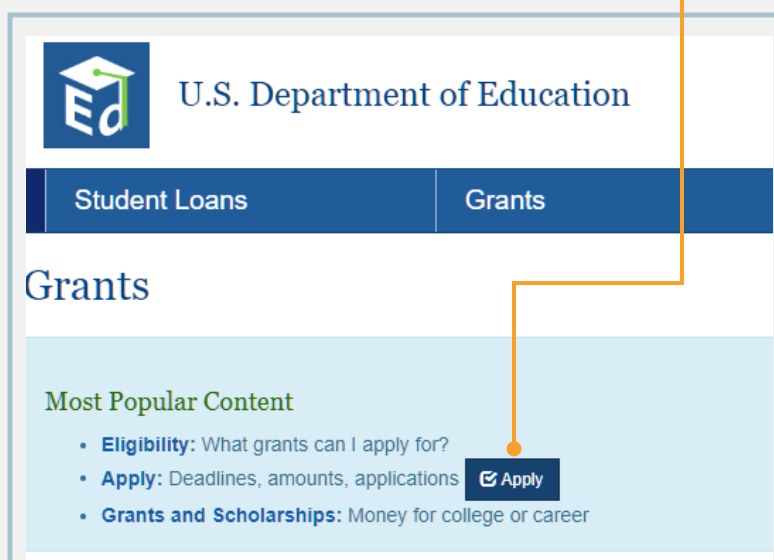 Ed
U.S. Department of Education
Student Loans
Grants
Grants
Most Popular Content
• Eligibility: What grants can I apply for?
• Apply: Deadlines, amounts, applications Apply
• Grants and Scholarships: Money for college or career